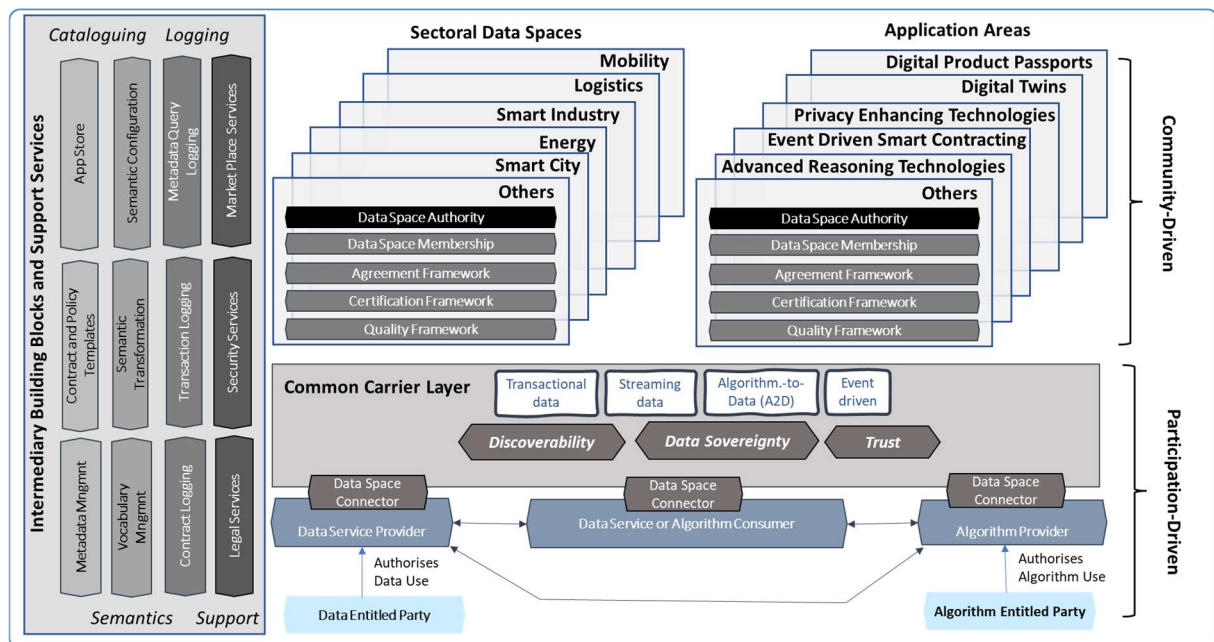 Intermediary Building Blocks and Support Services
Cataloguing
Logging
App Store
Semantic Configuration
Metadata Query
Logging
Market Place Services
Contract and Policy
Templates
Semantic
Transformation
Transaction Logging
Security Services
Metadata Mngmnt
Vocabulary
Mngmnt
Contract Logging
Legal Services
Semantics
Support
Sectoral Data Spaces
Mobility
Logistics
Smart Industry
Energy
Smart City
Others
Data Space Authority
Data Space Membership
Agreement Framework
Certification Framework
Quality Framework
Application Areas
Digital Product Passports
Digital Twins
Privacy Enhancing Technologies
Event Driven Smart Contracting
Advanced Reasoning Technologies
Others
Data Space Authority
Data Space Membership
Agreement Framework
Certification Framework
Quality Framework
Community-Driven
Common Carrier Layer
Transactional
data
Streaming
data
Algorithm.-to-
Data (A2D)
Event
driven
Discoverability
Data Sovereignty
Trust
Data Space
Connector
Data Space
Connector
Data Space
Connector
Data Service Provider
Data Service or Algorithm Consumer
Algorithm Provider
Authorises
Data Use
Authorises
Algorithm Use
Data Entitled Party
Algorithm Entitled Party
Participation-Driven